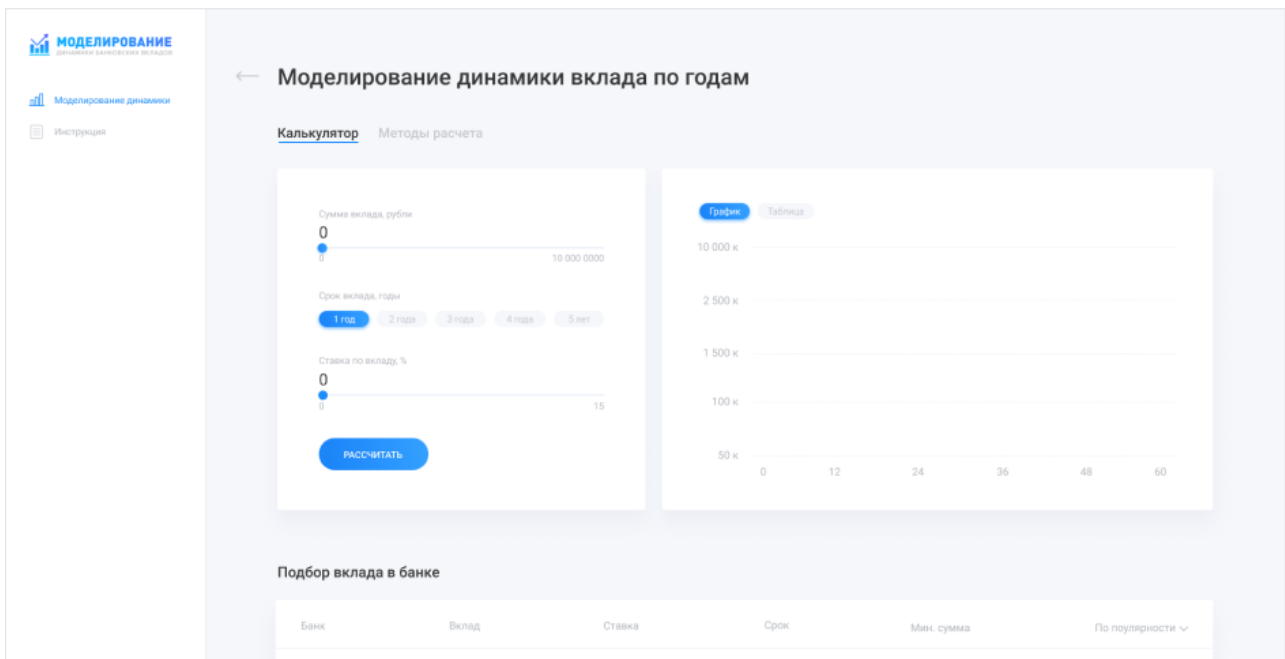 МОДЕЛИРОВАНИЕ
ДИНАМИКИ БАНКОВСКИХ ВКЛАДОВ
Моделирование динамики
Инструкция
Моделирование динамики вклада по годам
Калькулятор Методы расчета
Сумма вклада, рубли
0
0 10 000 0000
Срок вклада, годы
1 год 2 года 3 года 4 года 5 лет
Ставка по вкладу, %
0
0 15
РАССЧИТАТЬ
График Таблица
10 000 к
2 500 к
1 500 к
100 к
50 к
0 12 24 36 48 60
Подбор вклада в банке
Банк Вклад Ставка Срок Мин. сумма По поулярности